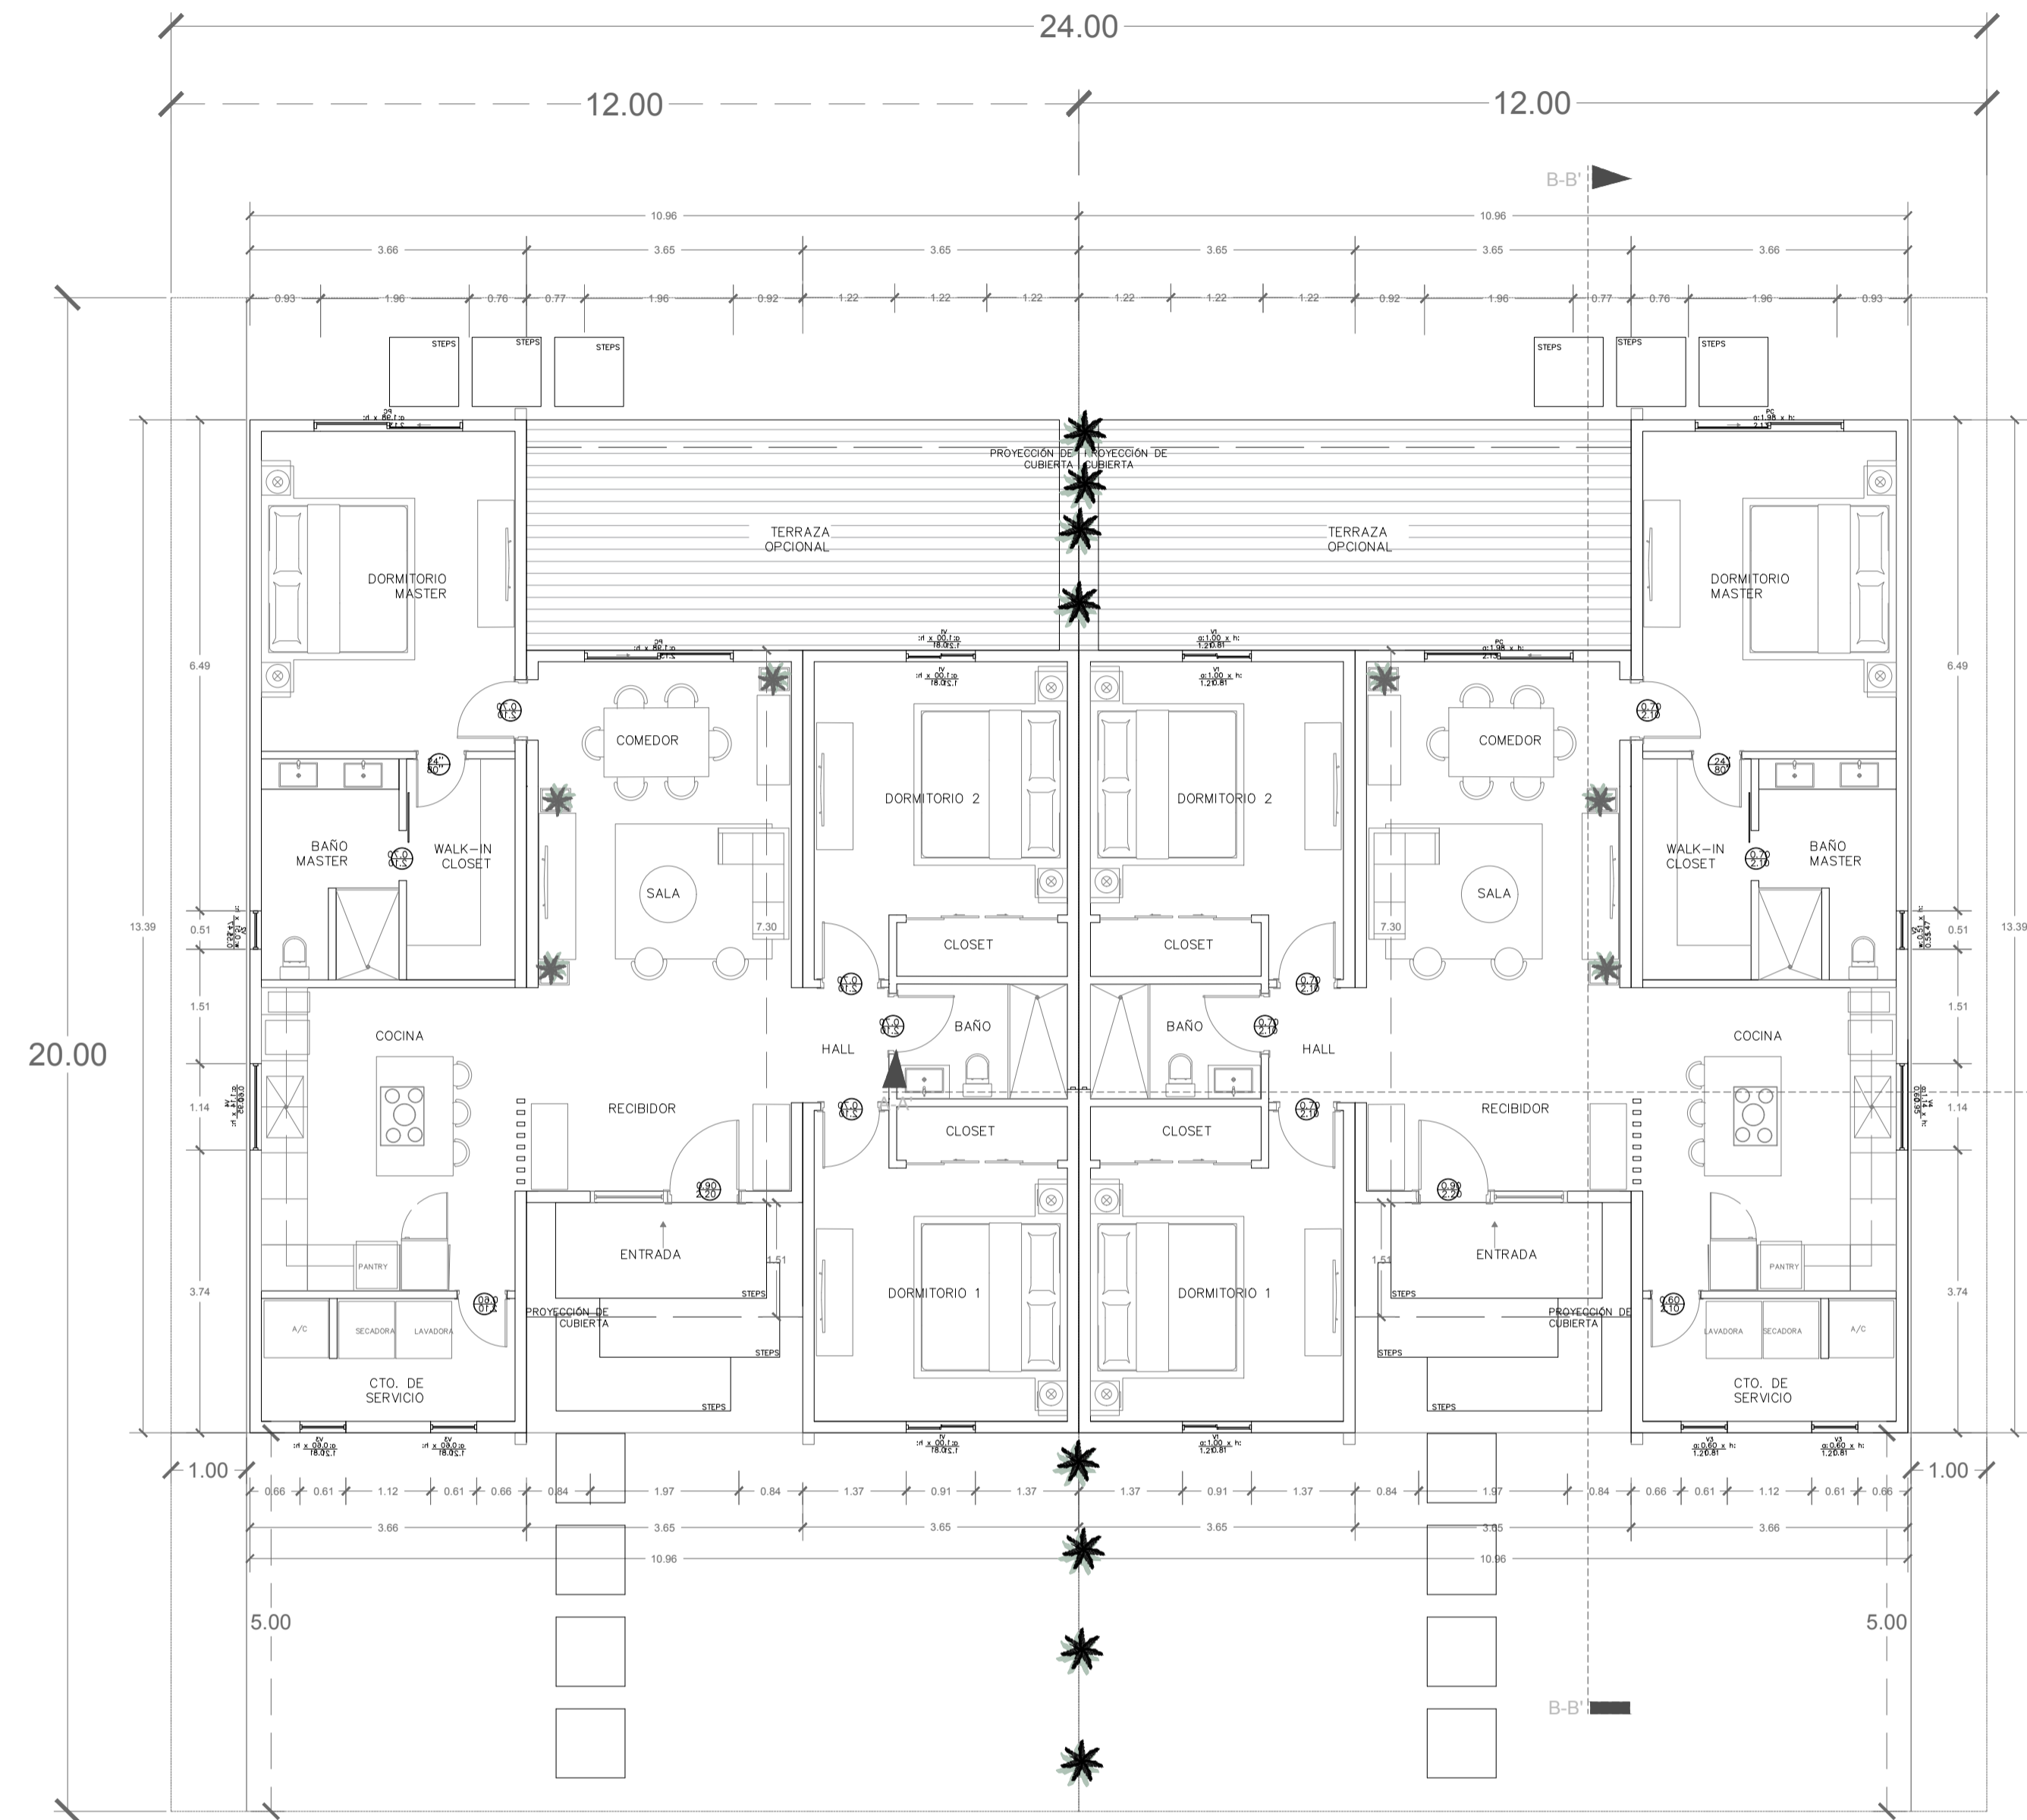 24.00
12.00 12.00
B-B'
10.96 10.96
3.66 3.65 3.65 3.65 3.65 3.66
0.93 1.96 0.76 0.77 1.96 0.92 1.22 1.22 1.22 1.22 1.22 1.22 0.92 1.96 0.77 0.76 1.96 0.93
STEPS STEPS STEPS STEPS STEPS STEPS
PROYECCIÓN DE PROYECCIÓN DE
CUBIERTA CUBIERTA
TERRAZA TERRAZA
OPCIONAL OPCIONAL
DORMITORIO DORMITORIO
MASTER MASTER
6.49 6.49
COMEDOR COMEDOR
DORMITORIO 2 DORMITORIO 2
BAÑO WALK-IN WALK-IN BAÑO
MASTER CLOSET CLOSET MASTER
SALA SALA
13.39 0.51 7.30 7.30 0.51 13.39
CLOSET CLOSET
1.51 1.51
COCINA BAÑO BAÑO COCINA
HALL HALL
20.00
1.14 RECIBIDOR RECIBIDOR 1.14
CLOSET CLOSET
ENTRADA 1.51 1.51 ENTRADA
PANTRY PANTRY
3.74 DORMITORIO 1 DORMITORIO 1 3.74
STEPS STEPS
PROYECCIÓN DE PROYECCIÓN DE
CUBIERTA CUBIERTA
A/C SECADORA LAVADORA LAVADORA SECADORA A/C
STEPS STEPS
CTO. DE CTO. DE
SERVICIO SERVICIO
STEPS STEPS
1.00 1.00
0.66 0.61 1.12 0.61 0.66 0.84 1.97 0.84 1.37 0.91 1.37 1.37 0.91 1.37 0.84 1.97 0.84 0.66 0.61 1.12 0.61 0.66
3.66 3.65 3.65 3.65 3.65 3.66
10.96 10.96
5.00 5.00
B-B'